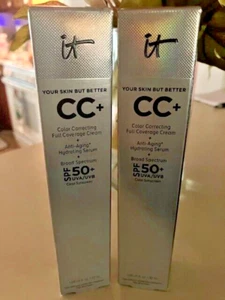 iT
YOUR SKIN BUT BETTER
CC+
Color Correcting
Full Coverage Cream
+
Anti-Aging*
Hydrating Serum
+
Broad Spectrum
SPF 50+
UVA/UVB
iT
YOUR SKIN BUT BETTER
CC+
Color Correcting
Full Coverage Cream
+
Anti-Aging*
Hydrating Serum
+
Broad Spectrum
SPF 50+
UVA/UVB